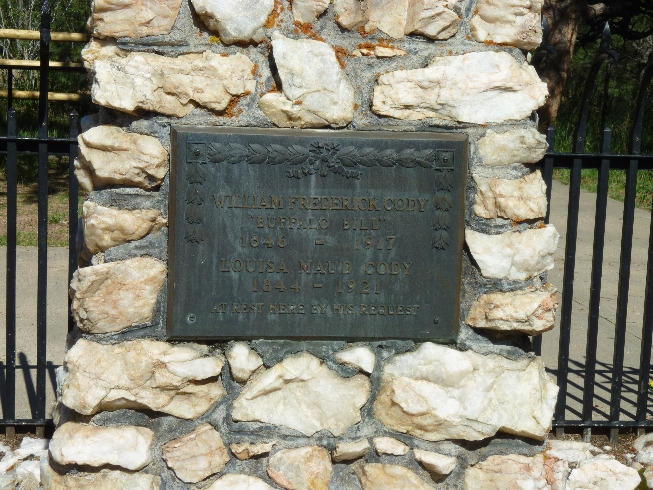 WILLIAM FREDERICK CODY
"BUFFALO BILL"
1846 - 1917
LOUISA MAUD CODY
1844 - 1921
AT REST HERE BY HIS REQUEST